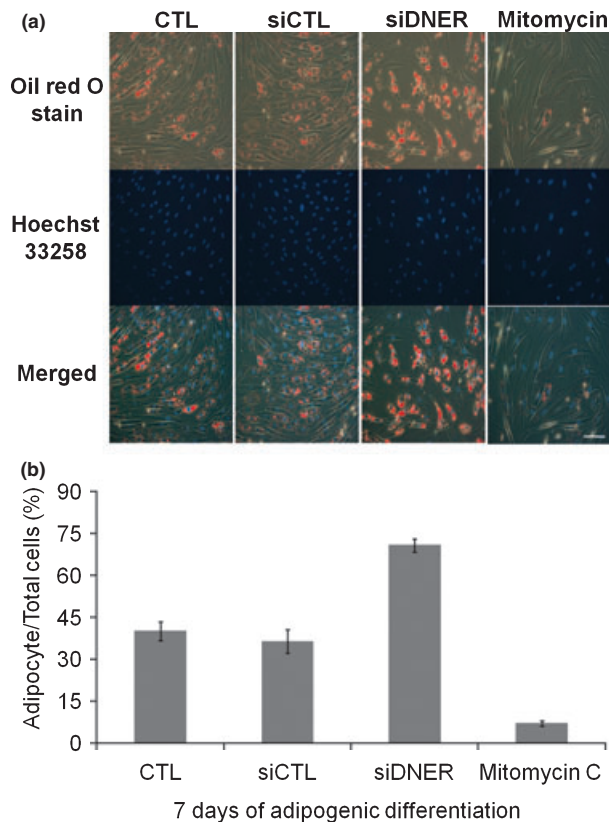 (a)
CTL siCTL siDNER Mitomycin
Oil red O
stain
Hoechst
33258
Merged
(b)
Adipocyte/Total cells (%)
90
75
60
45
30
15
0
CTL siCTL siDNER Mitomycin C
7 days of adipogenic differentiation